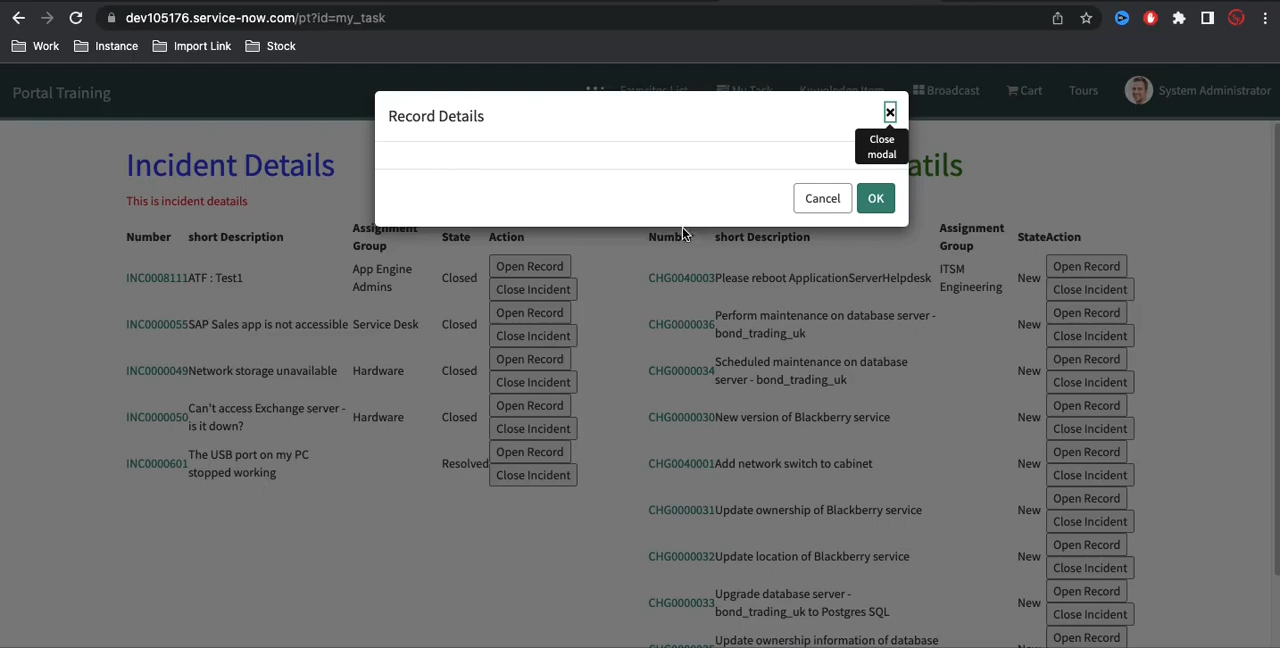 dev105176.service-now.com/pt?id=my_task
Work Instance Import Link Stock
Portal Training
Favorites List My Task Knowledge Item Broadcast Cart Tours System Administrator
Record Details
Close
modal
Cancel OK
Incident Details
This is incident deatails
Number short Description Assignment Group State Action
INC0008111 ATF : Test1 App Engine Admins Closed Open Record
Close Incident
INC0000055 SAP Sales app is not accessible Service Desk Closed Open Record
Close Incident
INC0000049 Network storage unavailable Hardware Closed Open Record
Close Incident
INC0000050 Can't access Exchange server - is it down? Hardware Closed Open Record
Close Incident
INC0000601 The USB port on my PC stopped working Resolved Open Record
Close Incident
atils
short Description Assignment Group State Action
CHG0040003 Please reboot ApplicationServerHelpdesk ITSM Engineering New Open Record
Close Incident
CHG0000036 Perform maintenance on database server - bond_trading_uk New Open Record
Close Incident
CHG0000034 Scheduled maintenance on database server - bond_trading_uk New Open Record
Close Incident
CHG0000030 New version of Blackberry service New Open Record
Close Incident
CHG0040001 Add network switch to cabinet New Open Record
Close Incident
CHG0000031 Update ownership of Blackberry service New Open Record
Close Incident
CHG0000032 Update location of Blackberry service New Open Record
Close Incident
CHG0000033 Upgrade database server - bond_trading_uk to Postgres SQL New Open Record
Close Incident
Update ownership information of database Open Record